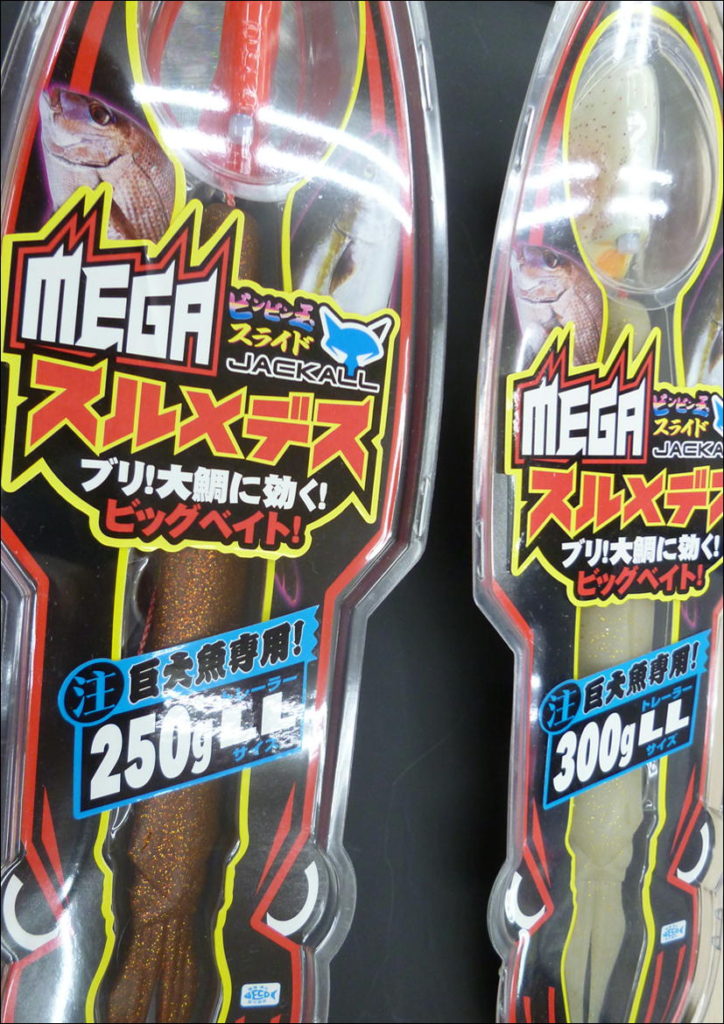 MEGA
ビンビン玉
スライド
JACKALL
スルメデス
ブリ!大鯛に効く!
ビッグベイト!
注 巨大魚専用!
トレーラー
250g LL
サイズ
ECO
MEGA
ビンビン玉
スライド
JACKA
スルメデス
ブリ!大鯛に効く!
ビッグベイト!
注 巨大魚専用!
トレーラー
300g LL
サイズ
ECO